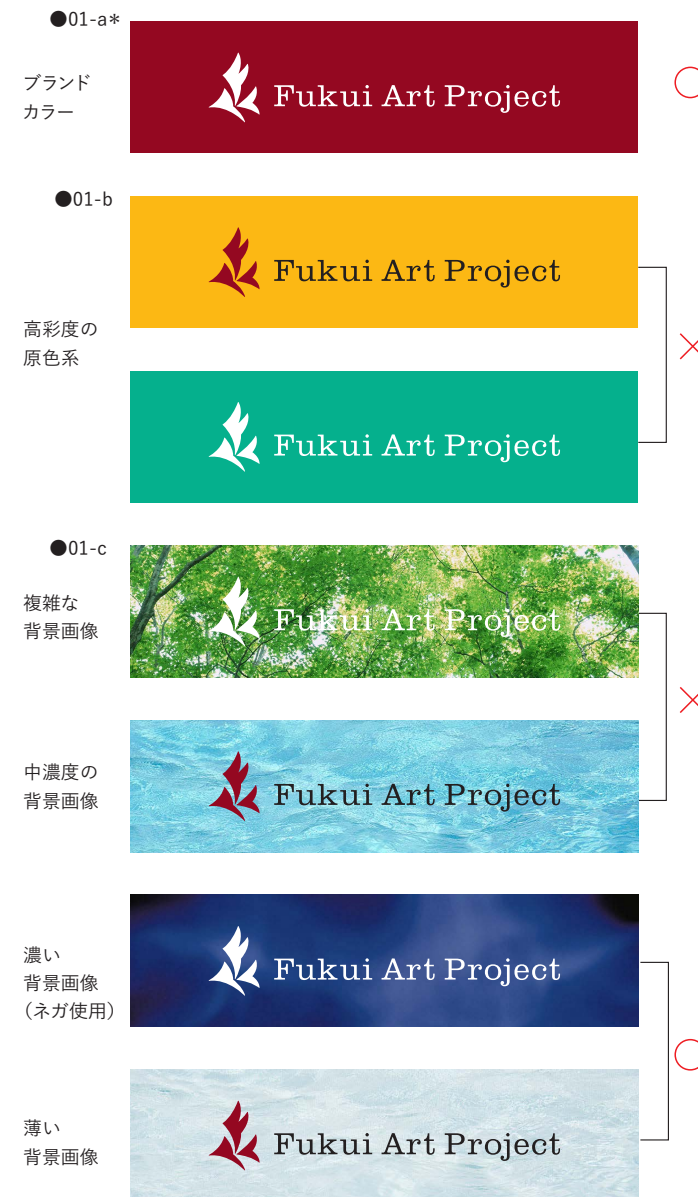 ●01-a*
ブランド
カラー
Fukui Art Project
○
●01-b
高彩度の
原色系
Fukui Art Project
×
Fukui Art Project
●01-c
複雑な
背景画像
Fukui Art Project
×
中濃度の
背景画像
Fukui Art Project
濃い
背景画像
（ネガ使用）
Fukui Art Project
○
薄い
背景画像
Fukui Art Project